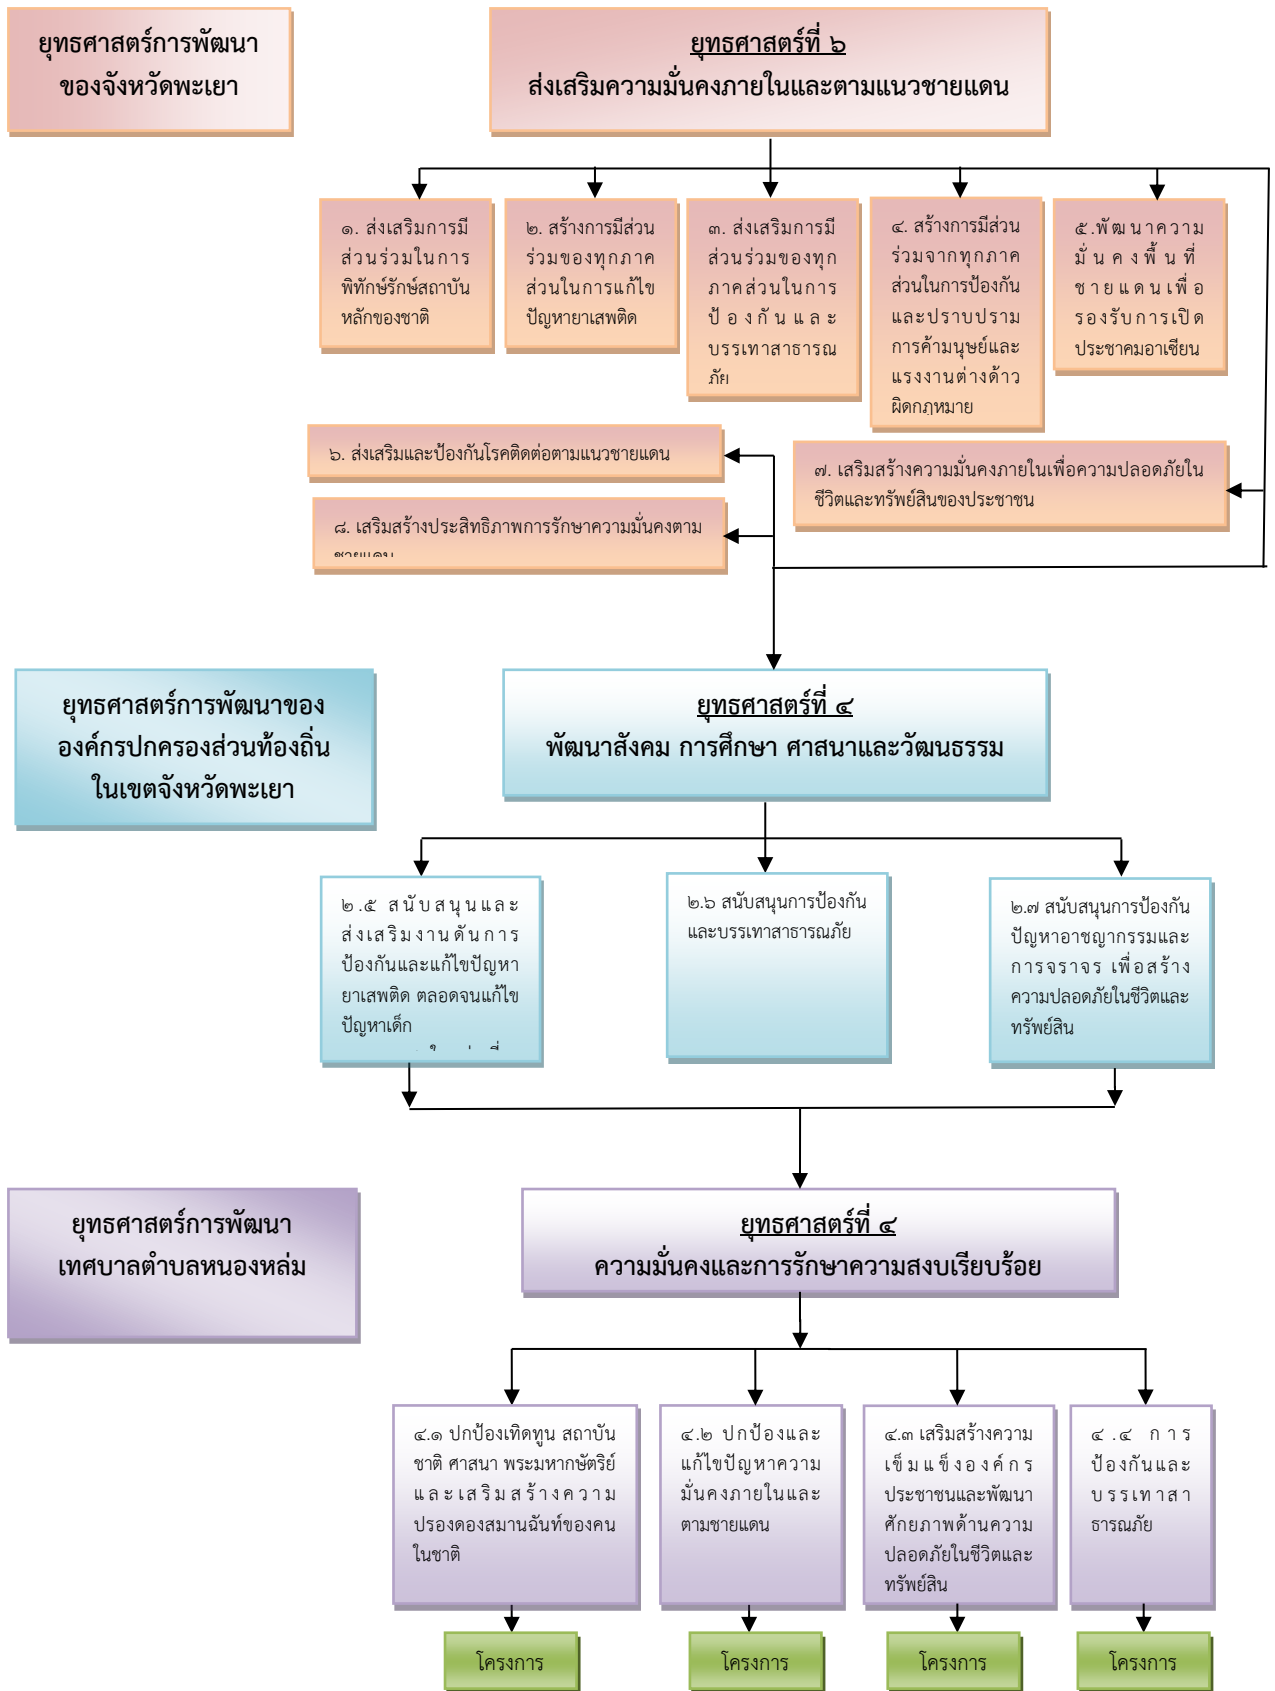 ยุทธศาสตร์การพัฒนา
ของจังหวัดพะเยา
ยุทธศาสตร์ที่ ๖
ส่งเสริมความมั่นคงภายในและตามแนวชายแดน
๑. ส่งเสริมการมี
ส่วนร่วมในการ
พิทักษ์รักษ์สถาบัน
หลักของชาติ
๒. สร้างการมีส่วน
ร่วมของทุกภาค
ส่วนในการแก้ไข
ปัญหายาเสพติด
๓. ส่งเสริมการมี
ส่วนร่วมของทุก
ภาคส่วนในการ
ป้องกันและ
บรรเทาสาธารณ
ภัย
๔. สร้างการมีส่วน
ร่วมจากทุกภาค
ส่วนในการป้องกัน
และปราบปราม
การค้ามนุษย์และ
แรงงานต่างด้าว
ผิดกฎหมาย
๕.พัฒนาความ
มั่นคงพื้นที่
ชายแดนเพื่อ
รองรับการเปิด
ประชาคมอาเซียน
๖. ส่งเสริมและป้องกันโรคติดต่อตามแนวชายแดน
๗. เสริมสร้างความมั่นคงภายในเพื่อความปลอดภัยใน
ชีวิตและทรัพย์สินของประชาชน
๘. เสริมสร้างประสิทธิภาพการรักษาความมั่นคงตาม
ชายแดน
ยุทธศาสตร์การพัฒนาของ
องค์กรปกครองส่วนท้องถิ่น
ในเขตจังหวัดพะเยา
ยุทธศาสตร์ที่ ๔
พัฒนาสังคม การศึกษา ศาสนาและวัฒนธรรม
๒.๕ สนับสนุนและ
ส่งเสริมงานดันการ
ป้องกันและแก้ไขปัญหา
ยาเสพติด ตลอดจนแก้ไข
ปัญหาเด็ก
๒.๖ สนับสนุนการป้องกัน
และบรรเทาสาธารณภัย
๒.๗ สนับสนุนการป้องกัน
ปัญหาอาชญากรรมและ
การจราจร เพื่อสร้าง
ความปลอดภัยในชีวิตและ
ทรัพย์สิน
ยุทธศาสตร์การพัฒนา
เทศบาลตำบลหนองหล่ม
ยุทธศาสตร์ที่ ๔
ความมั่นคงและการรักษาความสงบเรียบร้อย
๔.๑ ปกป้องเทิดทูน สถาบัน
ชาติ ศาสนา พระมหากษัตริย์
และเสริมสร้างความ
ปรองดองสมานฉันท์ของคน
ในชาติ
๔.๒ ปกป้องและ
แก้ไขปัญหาความ
มั่นคงภายในและ
ตามชายแดน
๔.๓ เสริมสร้างความ
เข็มแข็งองค์กร
ประชาชนและพัฒนา
ศักยภาพด้านความ
ปลอดภัยในชีวิตและ
ทรัพย์สิน
๔.๔ การ
ป้องกันและ
บรรเทาสา
ธารณภัย
โครงการ
โครงการ
โครงการ
โครงการ